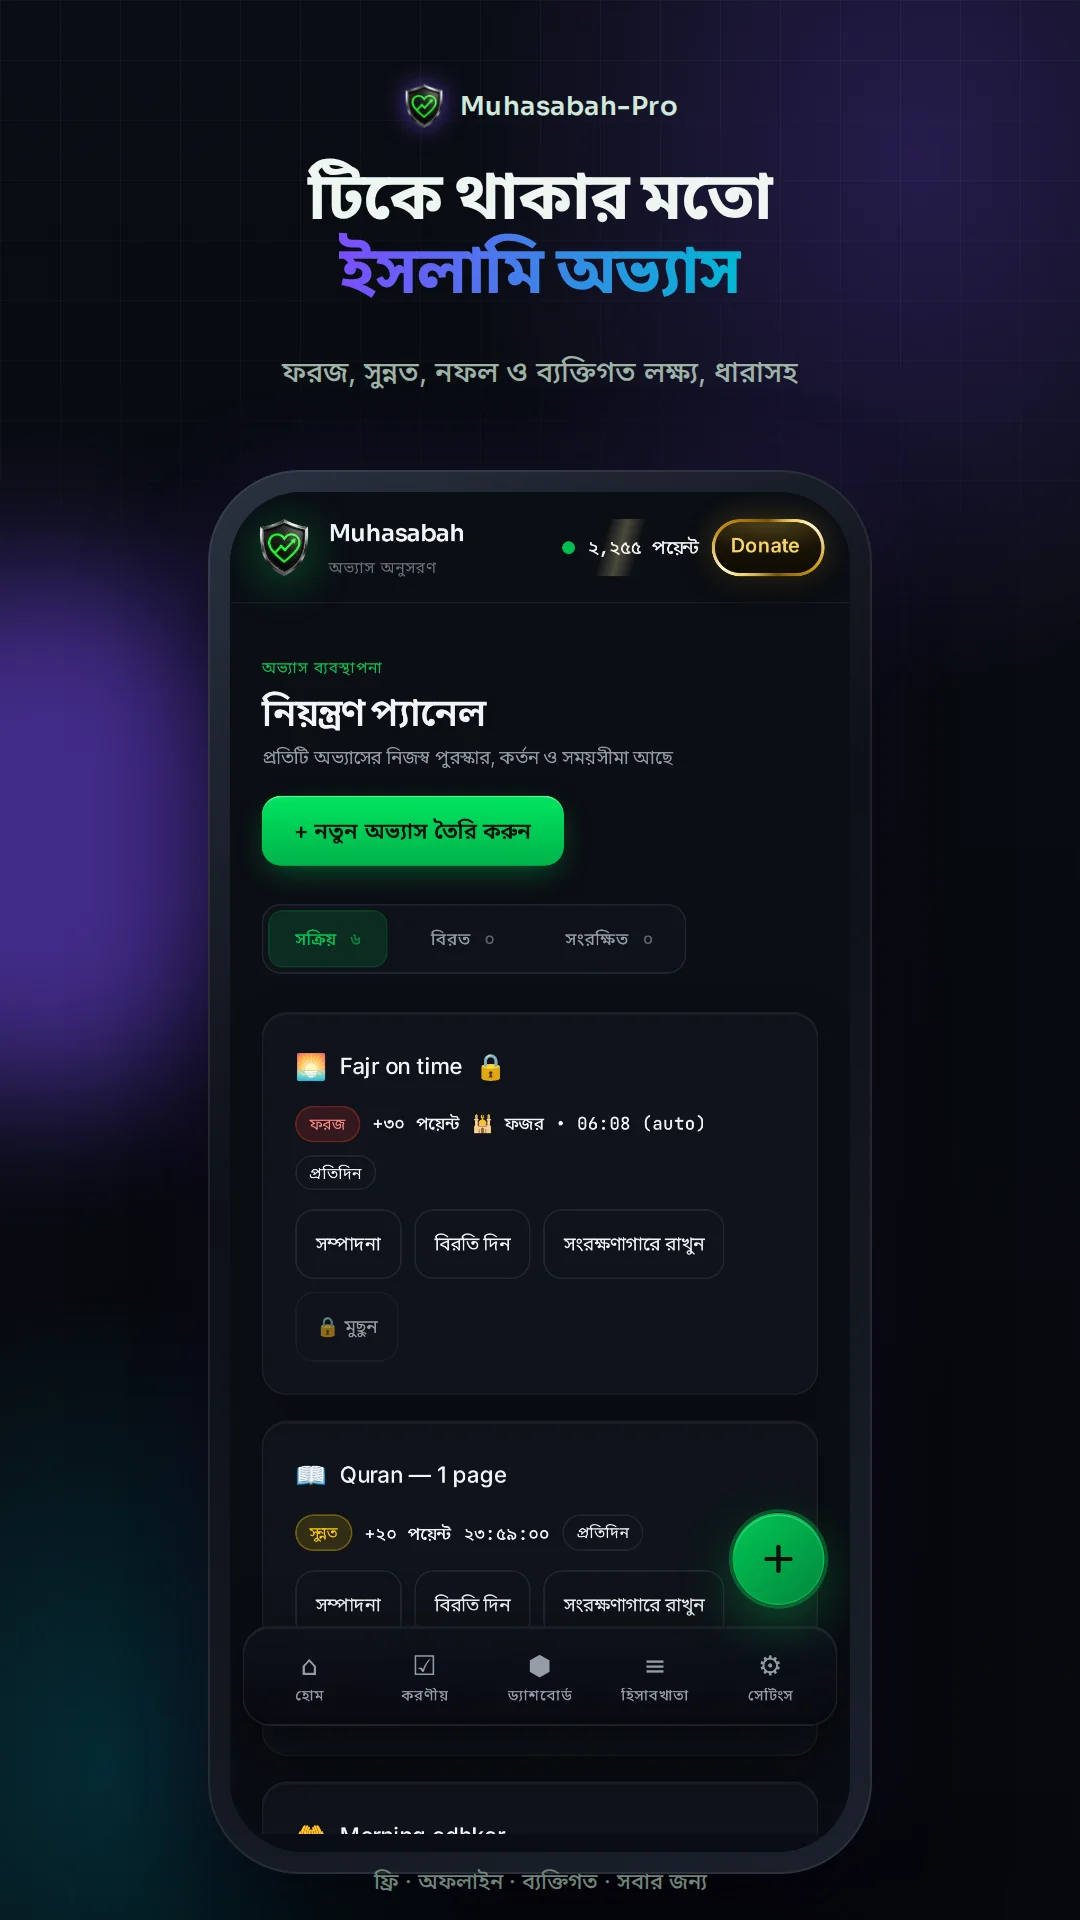 Muhasabah-Pro
টিকে থাকার মতো
ইসলামি অভ্যাস
ফরজ, সুন্নত, নফল ও ব্যক্তিগত লক্ষ্য, ধারাসহ
Muhasabah
অভ্যাস অনুসরণ
২,২৫৫ পয়েন্ট
Donate
অভ্যাস ব্যবস্থাপনা
নিয়ন্ত্রণ প্যানেল
প্রতিটি অভ্যাসের নিজস্ব পুরস্কার, কর্তন ও সময়সীমা আছে
+ নতুন অভ্যাস তৈরি করুন
সক্রিয় ৬ বিরত ০ সংরক্ষিত ০
Fajr on time
ফরজ +৩০ পয়েন্ট ফজর • 06:08 (auto)
প্রতিদিন
সম্পাদনা বিরতি দিন সংরক্ষণাগারে রাখুন
মুছুন
Quran — 1 page
সুন্নত +২০ পয়েন্ট ২৩:৫৯:০০ প্রতিদিন
সম্পাদনা বিরতি দিন সংরক্ষণাগারে রাখুন
+
হোম করণীয় ড্যাশবোর্ড হিসাবখাতা সেটিংস
Morning adhkar
ফ্রি · অফলাইন · ব্যক্তিগত · সবার জন্য